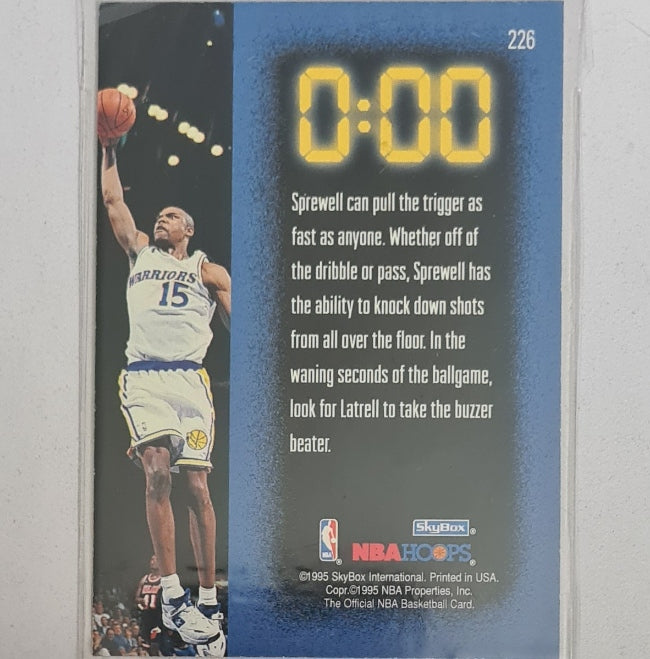 226
0:00
Sprewell can pull the trigger as
fast as anyone. Whether off of
the dribble or pass, Sprewell has
the ability to knock down shots
from all over the floor. In the
waning seconds of the ballgame,
look for Latrell to take the buzzer
beater.
WARRIORS
15
NBA ®
SkyBox ®
NBA HOOPS ®
©1995 SkyBox International. Printed in USA.
Copr.©1995 NBA Properties, Inc.
The Official NBA Basketball Card.